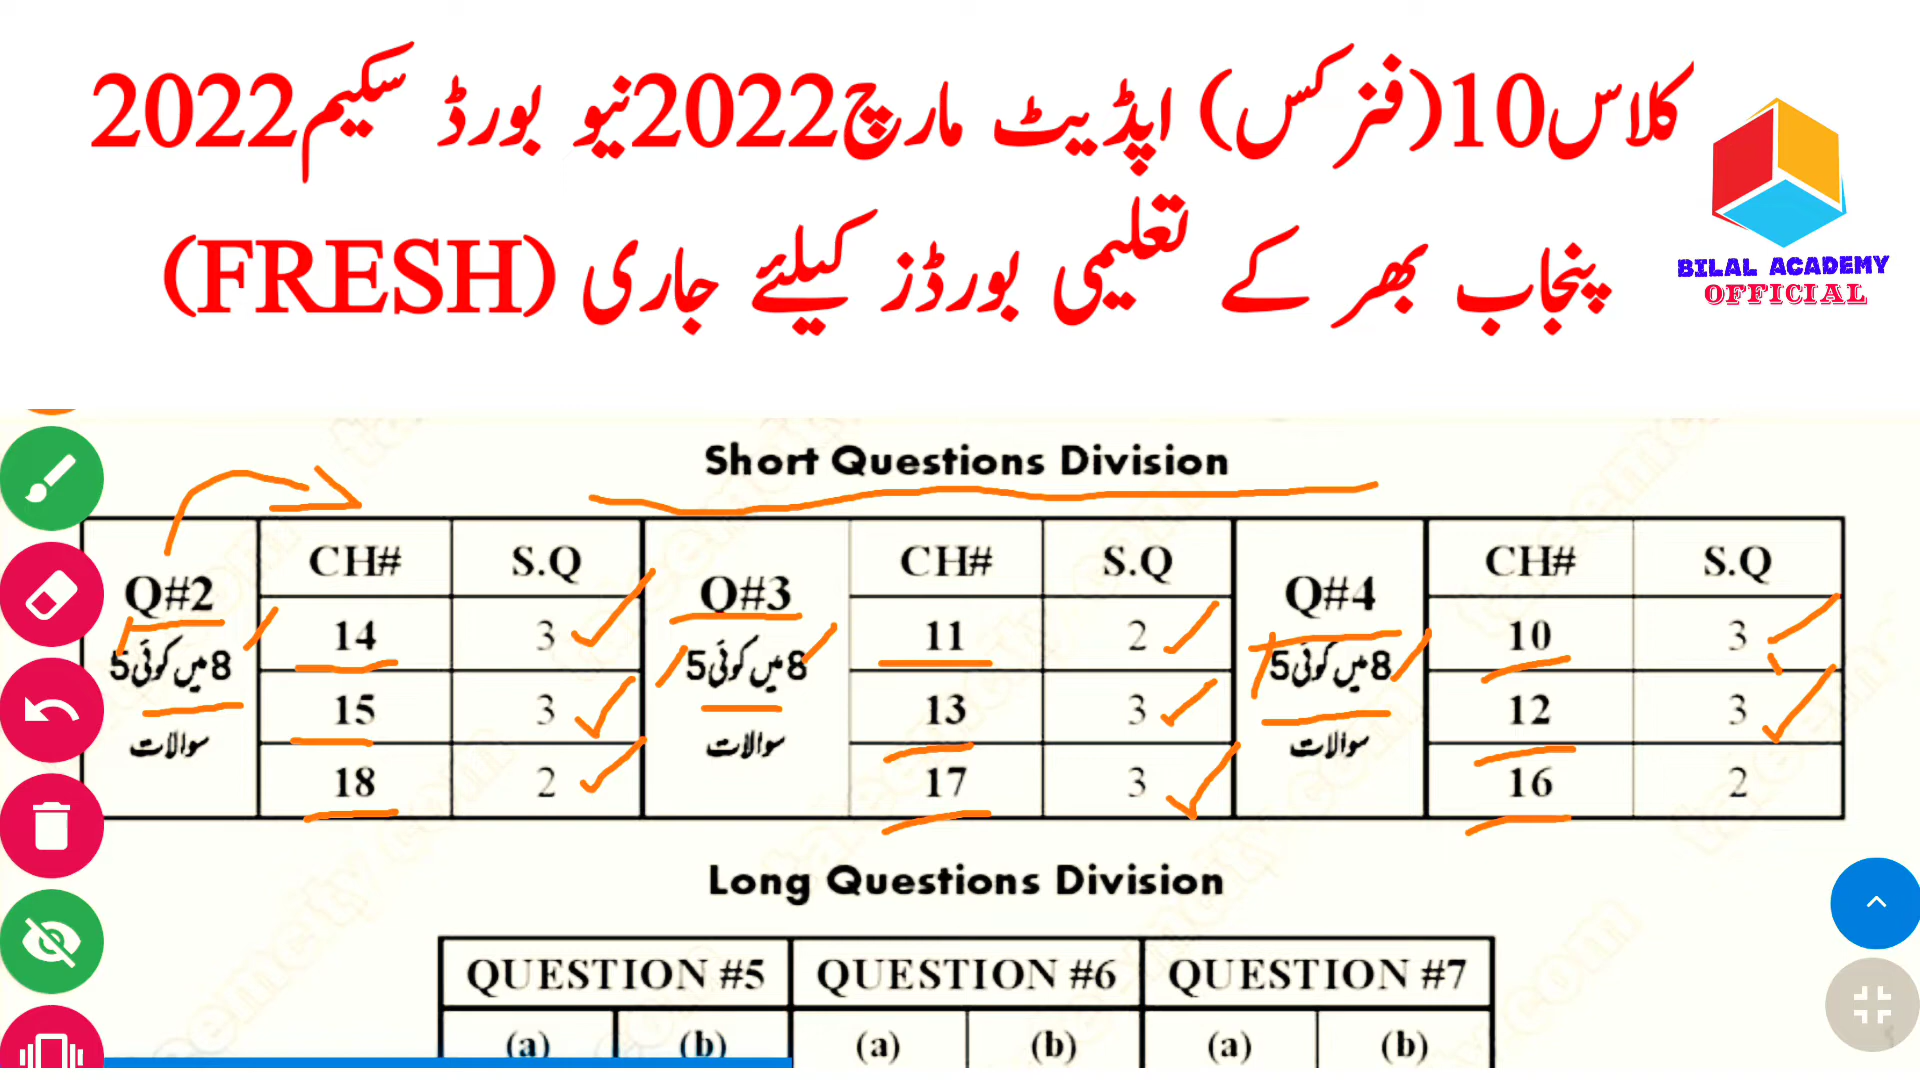 کلاس10(فزکس) اپڈیٹ مارچ2022نیو بورڈ سکیم2022
پنجاب بھر کے تعلیمی بورڈز کیلئے جاری (FRESH)
BILAL ACADEMY
OFFICIAL
Short Questions Division
Q#2 CH# S.Q Q#3 CH# S.Q Q#4 CH# S.Q
8میں کوئی5 14 3 8میں کوئی5 11 2 8میں کوئی5 10 3
سوالات 15 3 سوالات 13 3 سوالات 12 3
18 2 17 3 16 2
Long Questions Division
QUESTION #5 QUESTION #6 QUESTION #7
(a) (b) (a) (b) (a) (b)